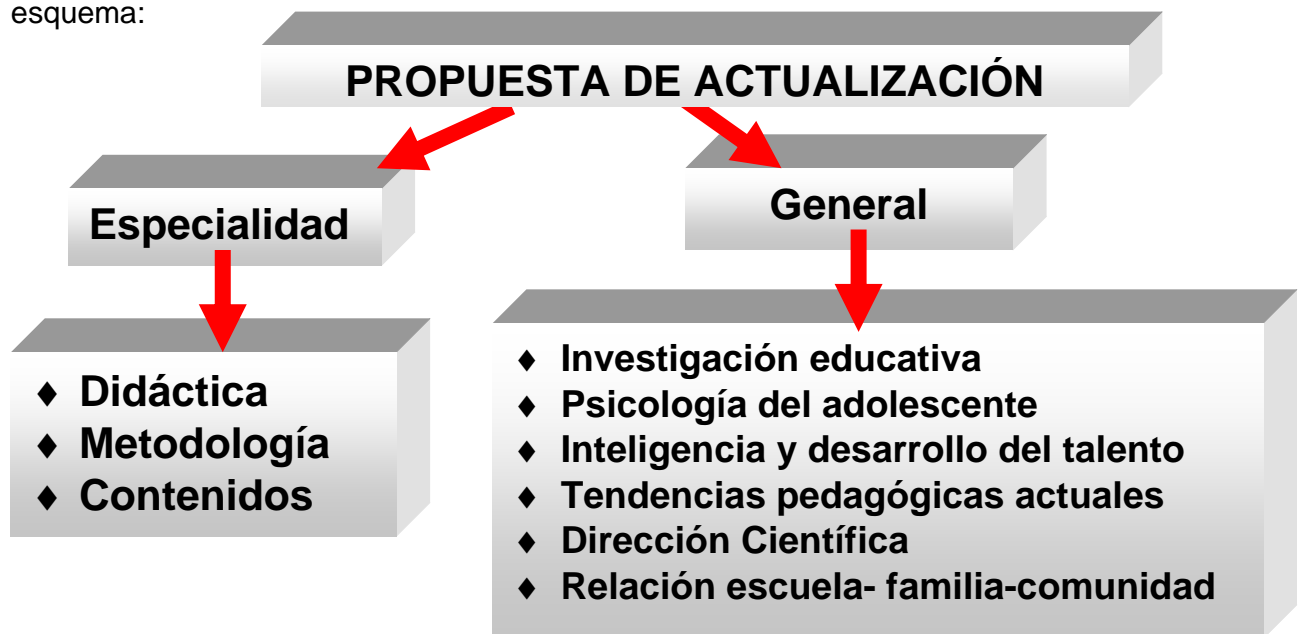 esquema:
PROPUESTA DE ACTUALIZACIÓN
Especialidad
General
♦ Didáctica
♦ Metodología
♦ Contenidos
♦ Investigación educativa
♦ Psicología del adolescente
♦ Inteligencia y desarrollo del talento
♦ Tendencias pedagógicas actuales
♦ Dirección Científica
♦ Relación escuela- familia-comunidad